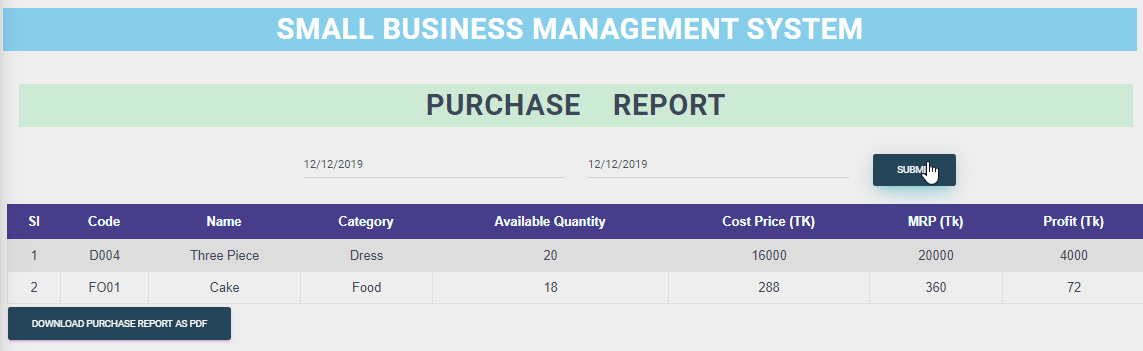 SMALL BUSINESS MANAGEMENT SYSTEM
PURCHASE REPORT
12/12/2019 12/12/2019
Sl Code Name Category Available Quantity Cost Price (TK) MRP (Tk) Profit (Tk)
1 D004 Three Piece Dress 20 16000 20000 4000
2 FO01 Cake Food 18 288 360 72
DOWNLOAD PURCHASE REPORT AS PDF